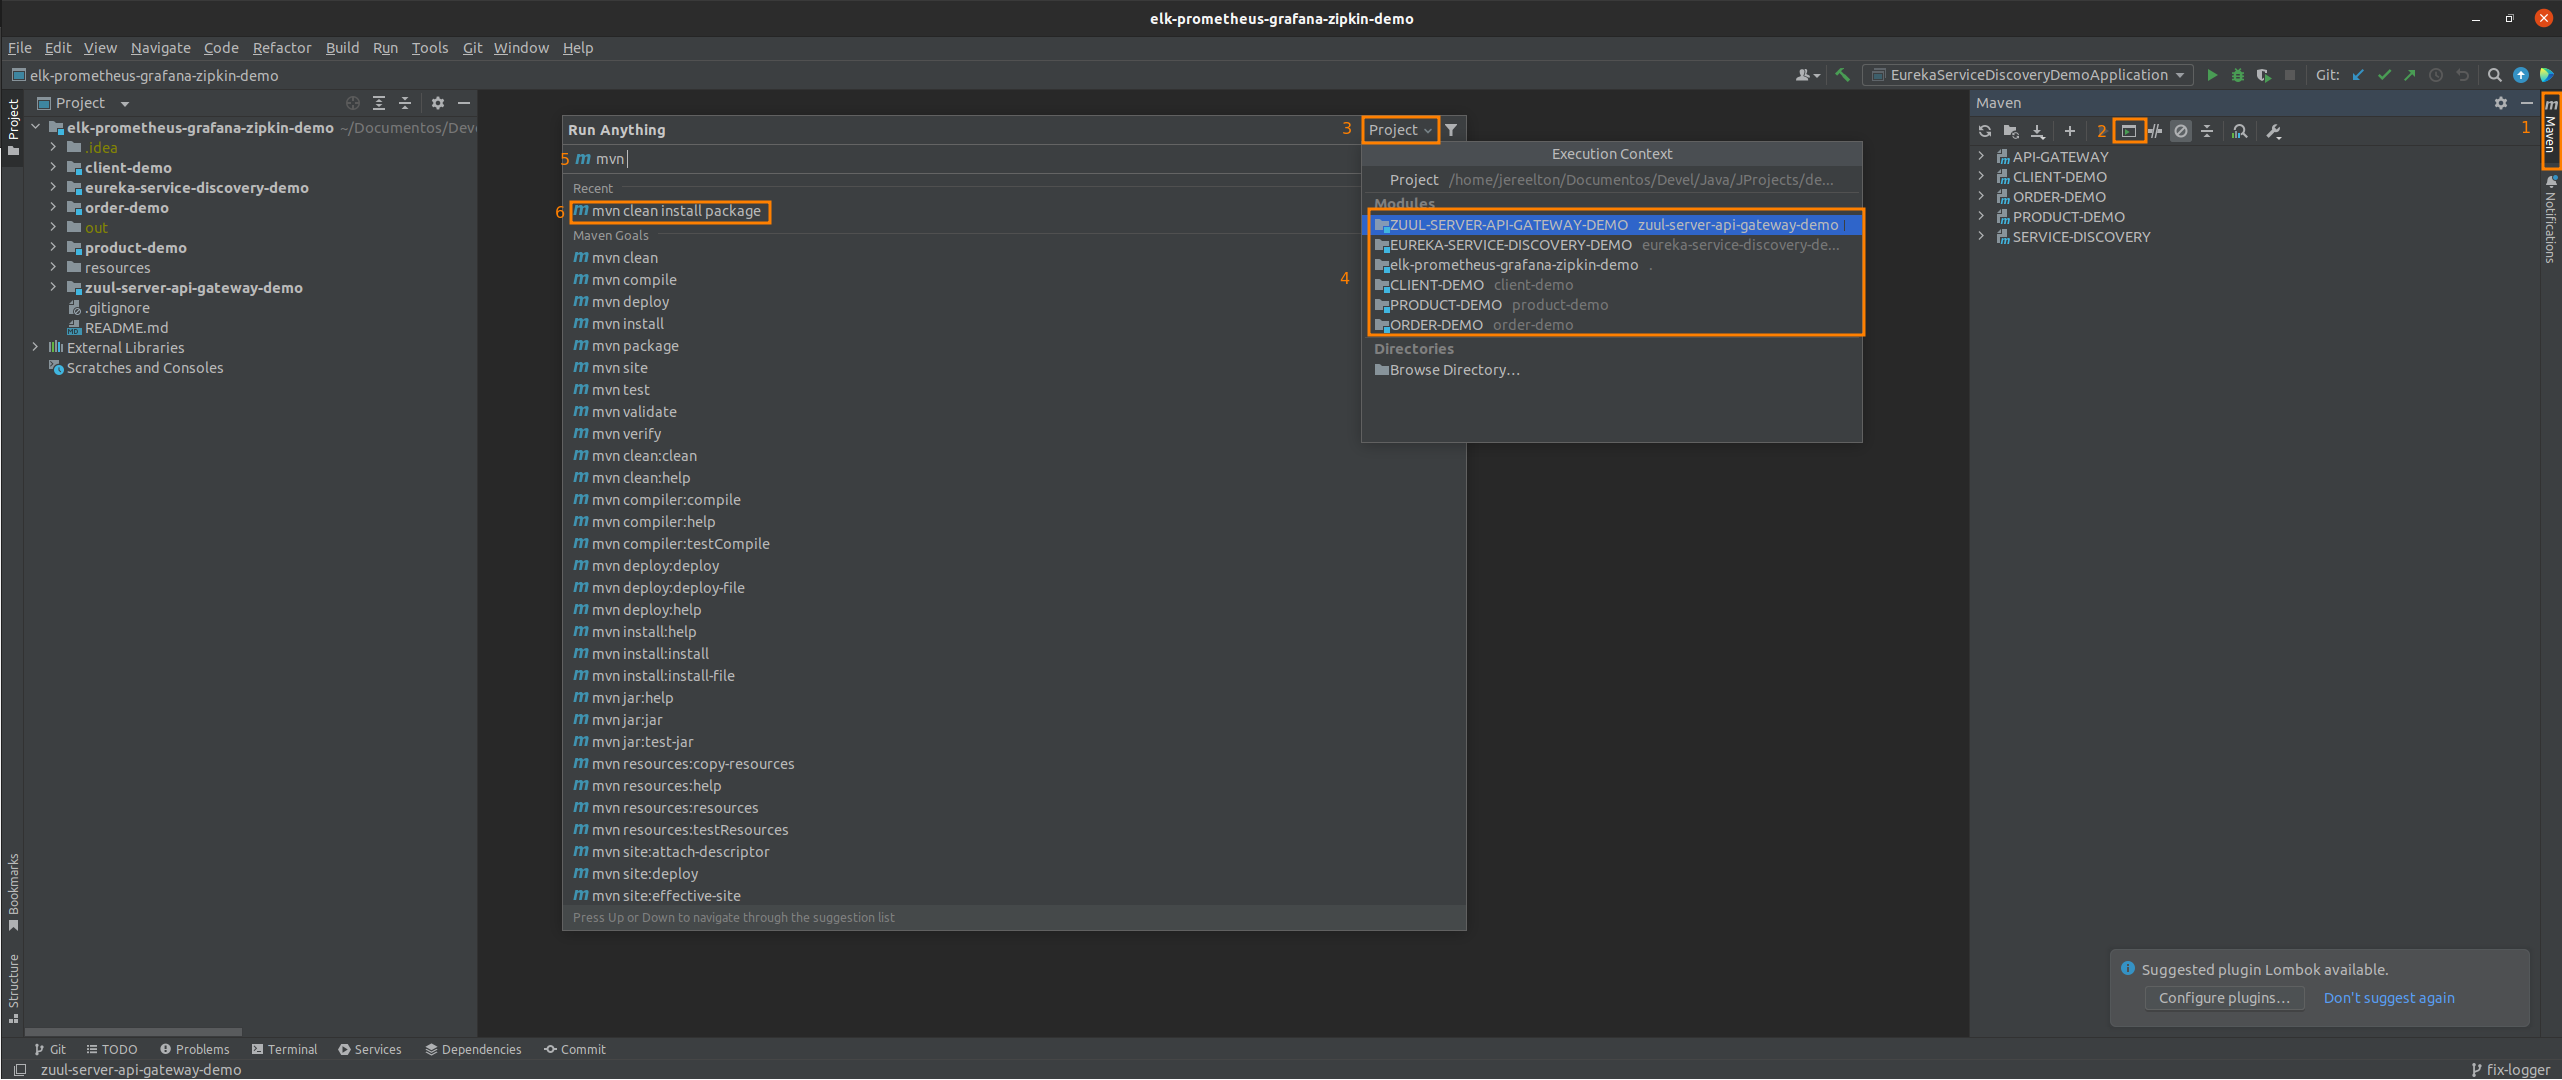 elk-prometheus-grafana-zipkin-demo
File Edit View Navigate Code Refactor Build Run Tools Git Window Help
elk-prometheus-grafana-zipkin-demo
EurekaServiceDiscoveryDemoApplication
Git:
Project
Project
elk-prometheus-grafana-zipkin-demo ~/Documentos/Deve
.idea
client-demo
eureka-service-discovery-demo
order-demo
out
product-demo
resources
zuul-server-api-gateway-demo
.gitignore
README.md
External Libraries
Scratches and Consoles
Bookmarks
Structure
Run Anything
3 Project
5 m mvn
Recent
6 m mvn clean install package
Maven Goals
m mvn clean
m mvn compile
m mvn deploy
m mvn install
m mvn package
m mvn site
m mvn test
m mvn validate
m mvn verify
m mvn clean:clean
m mvn clean:help
m mvn compiler:compile
m mvn compiler:help
m mvn compiler:testCompile
m mvn deploy:deploy
m mvn deploy:deploy-file
m mvn deploy:help
m mvn install:help
m mvn install:install
m mvn install:install-file
m mvn jar:help
m mvn jar:jar
m mvn jar:test-jar
m mvn resources:copy-resources
m mvn resources:help
m mvn resources:resources
m mvn resources:testResources
m mvn site:attach-descriptor
m mvn site:deploy
m mvn site:effective-site
Press Up or Down to navigate through the suggestion list
Execution Context
Project /home/jereelton/Documentos/Devel/Java/JProjects/de...
Modules
ZUUL-SERVER-API-GATEWAY-DEMO zuul-server-api-gateway-demo
EUREKA-SERVICE-DISCOVERY-DEMO eureka-service-discovery-de...
elk-prometheus-grafana-zipkin-demo .
4
CLIENT-DEMO client-demo
PRODUCT-DEMO product-demo
ORDER-DEMO order-demo
Directories
Browse Directory...
Maven
2
1
API-GATEWAY
CLIENT-DEMO
ORDER-DEMO
PRODUCT-DEMO
SERVICE-DISCOVERY
m Maven
Notifications
Suggested plugin Lombok available.
Configure plugins... Don't suggest again
Git TODO Problems Terminal Services Dependencies Commit
zuul-server-api-gateway-demo
fix-logger